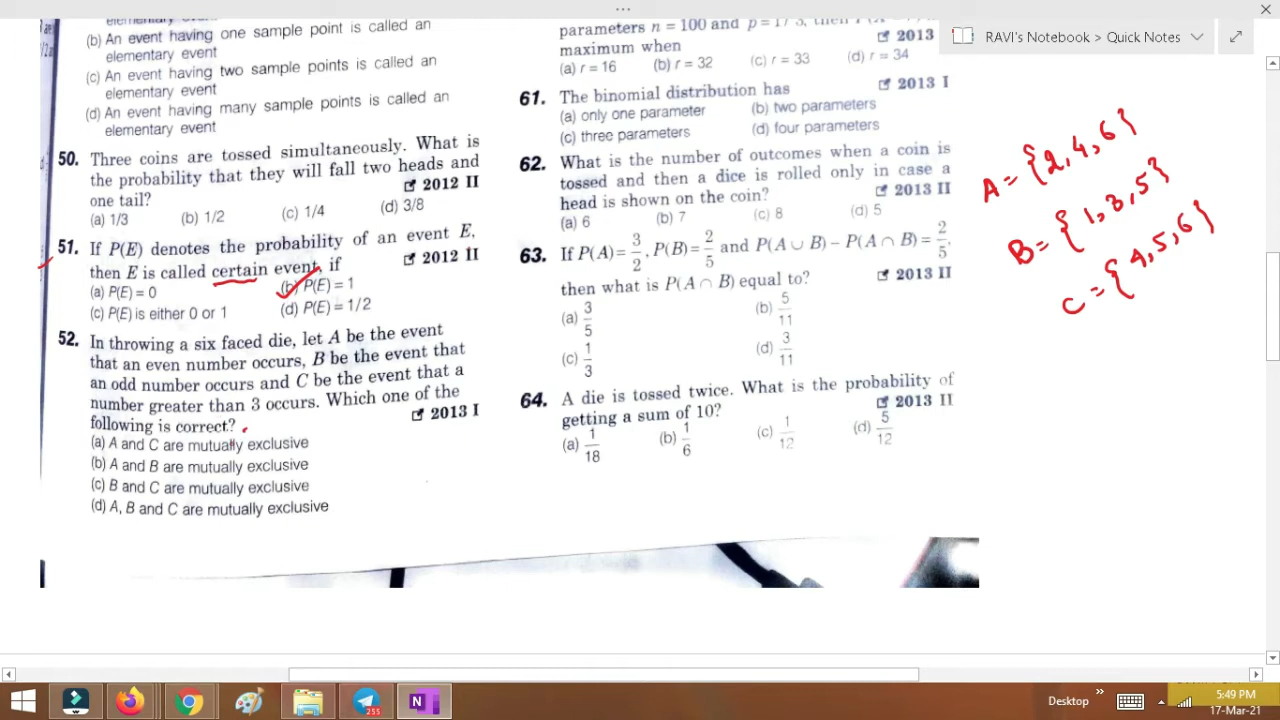 RAVI's Notebook > Quick Notes
(b) An event having one sample point is called an
elementary event
(c) An event having two sample points is called an
elementary event
(d) An event having many sample points is called an
elementary event
50. Three coins are tossed simultaneously. What is
the probability that they will fall two heads and
one tail?
2012 II
(a) 1/3 (b) 1/2 (c) 1/4 (d) 3/8
51. If P(E) denotes the probability of an event E,
then E is called certain event, if
2012 II
(a) P(E) = 0 (b) P(E) = 1
(c) P(E) is either 0 or 1 (d) P(E) = 1/2
52. In throwing a six faced die, let A be the event
that an even number occurs, B be the event that
an odd number occurs and C be the event that a
number greater than 3 occurs. Which one of the
following is correct?
2013 I
(a) A and C are mutually exclusive
(b) A and B are mutually exclusive
(c) B and C are mutually exclusive
(d) A, B and C are mutually exclusive
parameters n = 100 and p = 1/3, then
maximum when
2013
(a) r = 16 (b) r = 32 (c) r = 33 (d) r = 34
61. The binomial distribution has
2013 I
(a) only one parameter (b) two parameters
(c) three parameters (d) four parameters
62. What is the number of outcomes when a coin is
tossed and then a dice is rolled only in case a
head is shown on the coin?
2013 II
(a) 6 (b) 7 (c) 8 (d) 5
63. If P(A) = 3/2, P(B) = 2/5 and P(A ∪ B) – P(A ∩ B) = 2/5,
then what is P(A ∩ B) equal to?
2013 II
(a) 3/5 (b) 5/11
(c) 1/3 (d) 3/11
64. A die is tossed twice. What is the probability of
getting a sum of 10?
2013 II
(a) 1/18 (b) 1/6 (c) 1/12 (d) 5/12
A = {2, 4, 6}
B = {1, 3, 5}
C = {4, 5, 6}
255
Desktop
5:49 PM
17-Mar-21